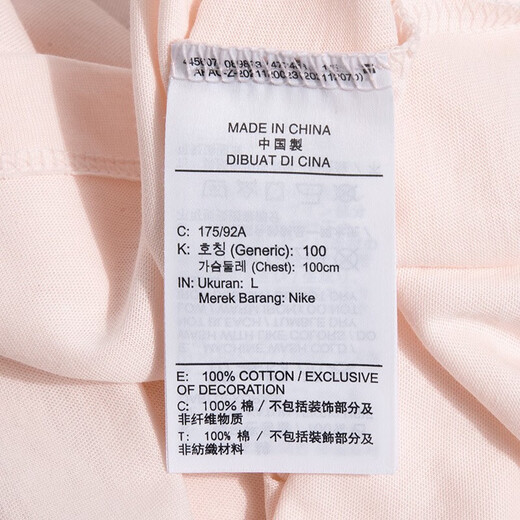 MADE IN CHINA
中国製
DIBUAT DI CINA
C: 175/92A
K: 호칭 (Generic): 100
가슴둘레 (Chest): 100cm
IN: Ukuran: L
Merek Barang: Nike
E: 100% COTTON / EXCLUSIVE
OF DECORATION
C: 100% 棉 / 不包括装饰部分及
非纤维物质
T: 100% 棉 / 不包括裝飾部分及
非紡織材料